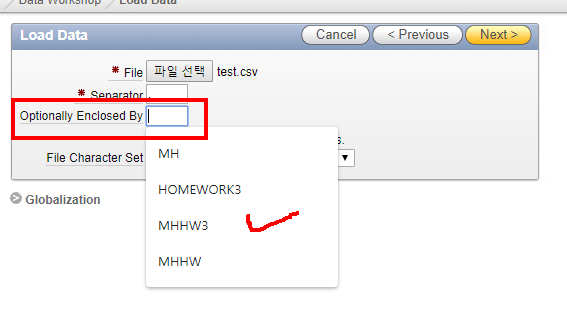 Data Workshop Load Data
Load Data
Cancel
< Previous
Next >
* File 파일 선택 test.csv
* Separator ,
Optionally Enclosed By
s.
File Character Set
MH
HOMEWORK3
MHHW3
MHHW
Globalization